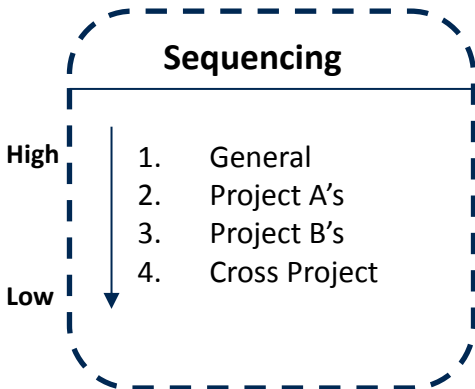 Sequencing
High
1. General
2. Project A’s
3. Project B’s
4. Cross Project
Low